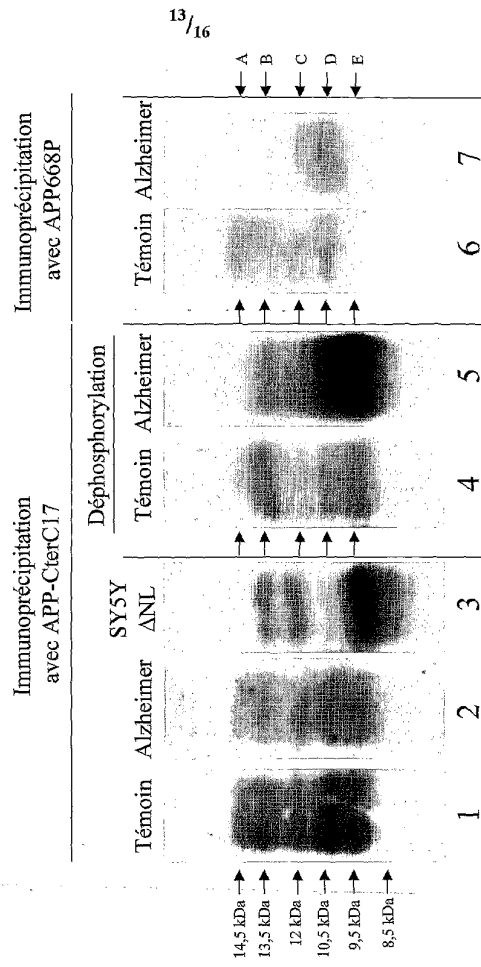 13/16
Immunoprécipitation
avec APP-CterC17
Immunoprécipitation
avec APP668P
Déphosphorylation
Témoin
Alzheimer
SY5Y
ΔNL
Témoin
Alzheimer
Témoin
Alzheimer
14,5 kDa
13,5 kDa
12 kDa
10,5 kDa
9,5 kDa
8,5 kDa
A
B
C
D
E
1
2
3
4
5
6
7